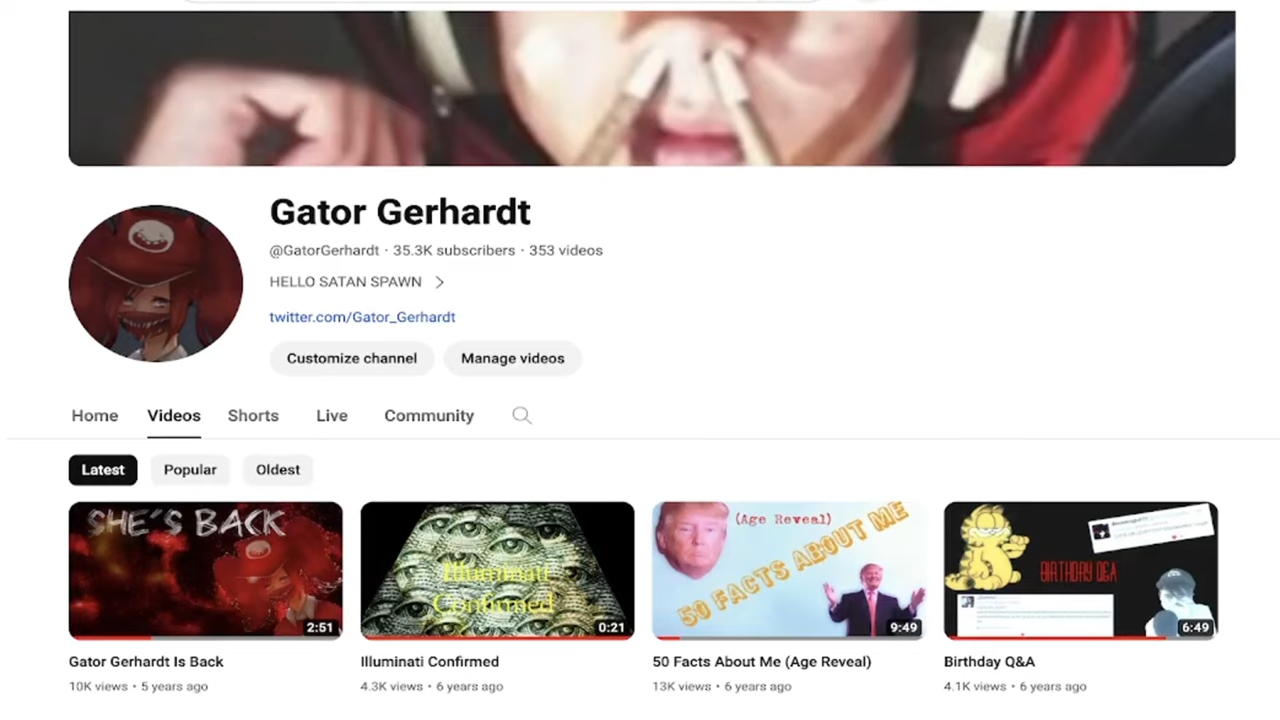 Gator Gerhardt
@GatorGerhardt · 35.3K subscribers · 353 videos
HELLO SATAN SPAWN
twitter.com/Gator_Gerhardt
Customize channel Manage videos
Home Videos Shorts Live Community
Latest Popular Oldest
SHE'S BACK
2:51
Illuminati
Confirmed
0:21
(Age Reveal)
50 FACTS ABOUT ME
9:49
BIRTHDAY Q&A
6:49
Gator Gerhardt Is Back
10K views • 5 years ago
Illuminati Confirmed
4.3K views • 6 years ago
50 Facts About Me (Age Reveal)
13K views • 6 years ago
Birthday Q&A
4.1K views • 6 years ago